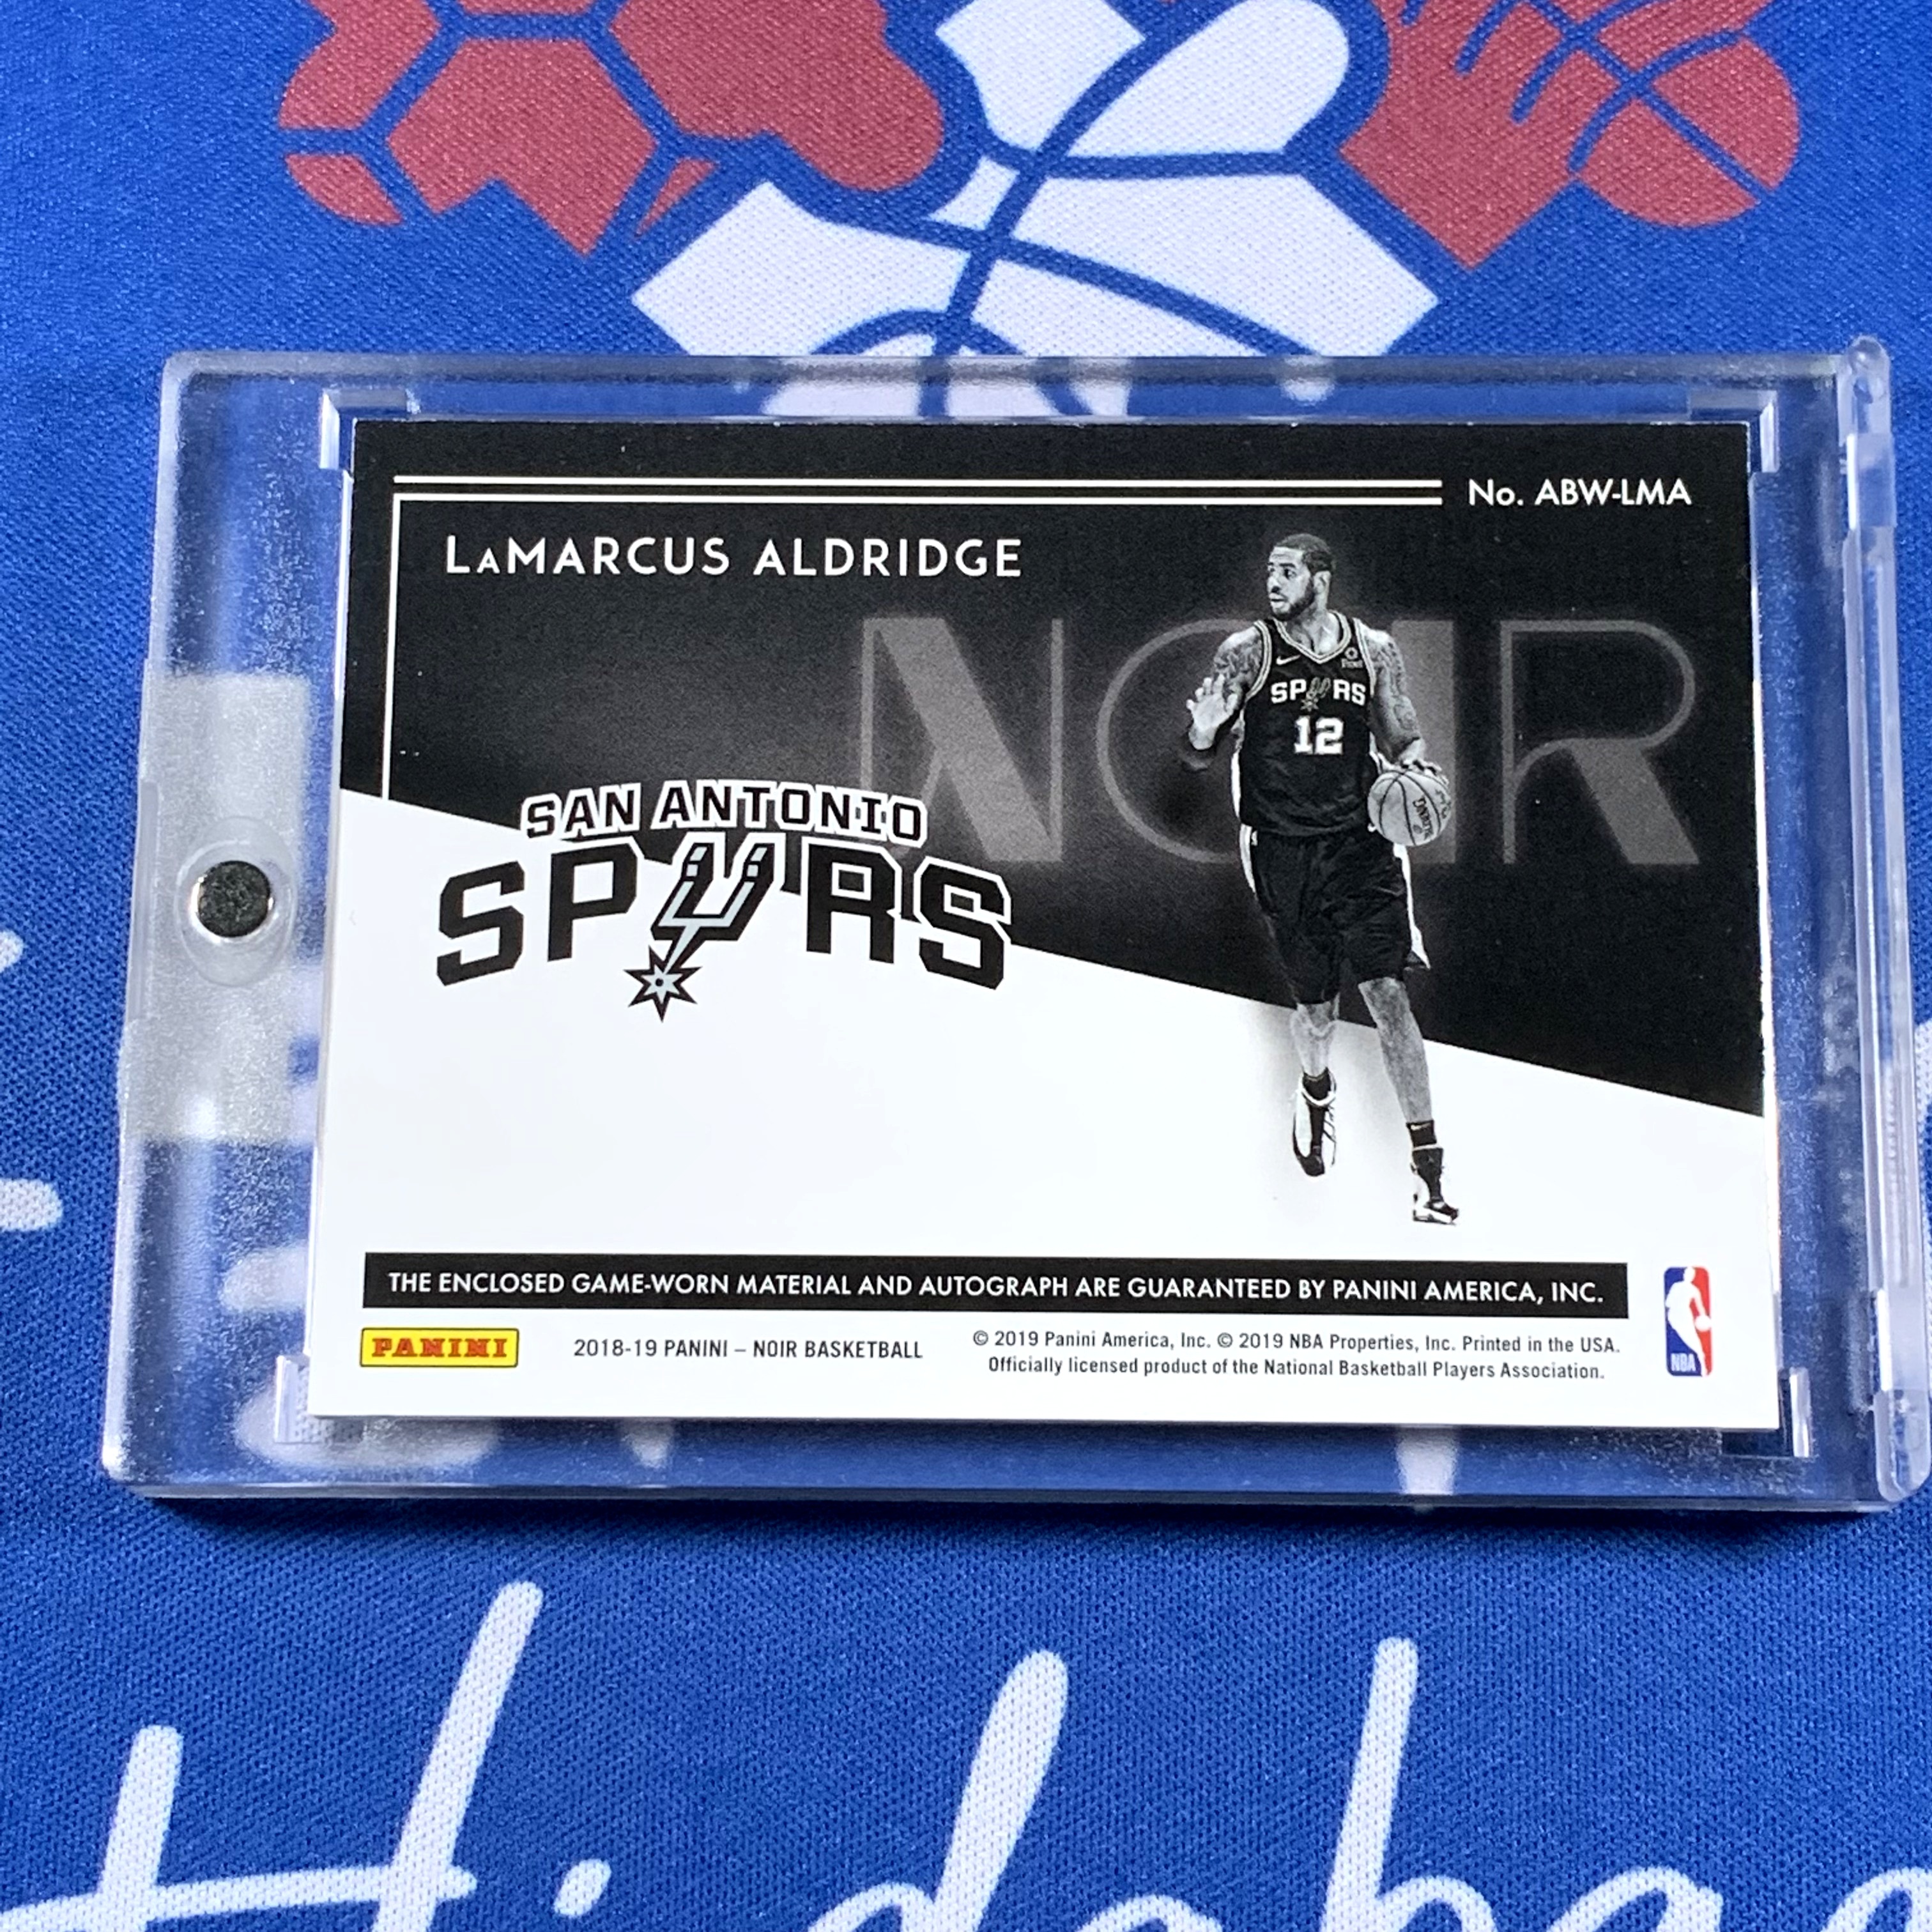 No. ABW-LMA
LaMARCUS ALDRIDGE
NOIR
SPURS
12
SAN ANTONIO
SPURS
THE ENCLOSED GAME-WORN MATERIAL AND AUTOGRAPH ARE GUARANTEED BY PANINI AMERICA, INC.
PANINI
2018-19 PANINI – NOIR BASKETBALL
© 2019 Panini America, Inc. © 2019 NBA Properties, Inc. Printed in the USA.
Officially licensed product of the National Basketball Players Association.
NBA